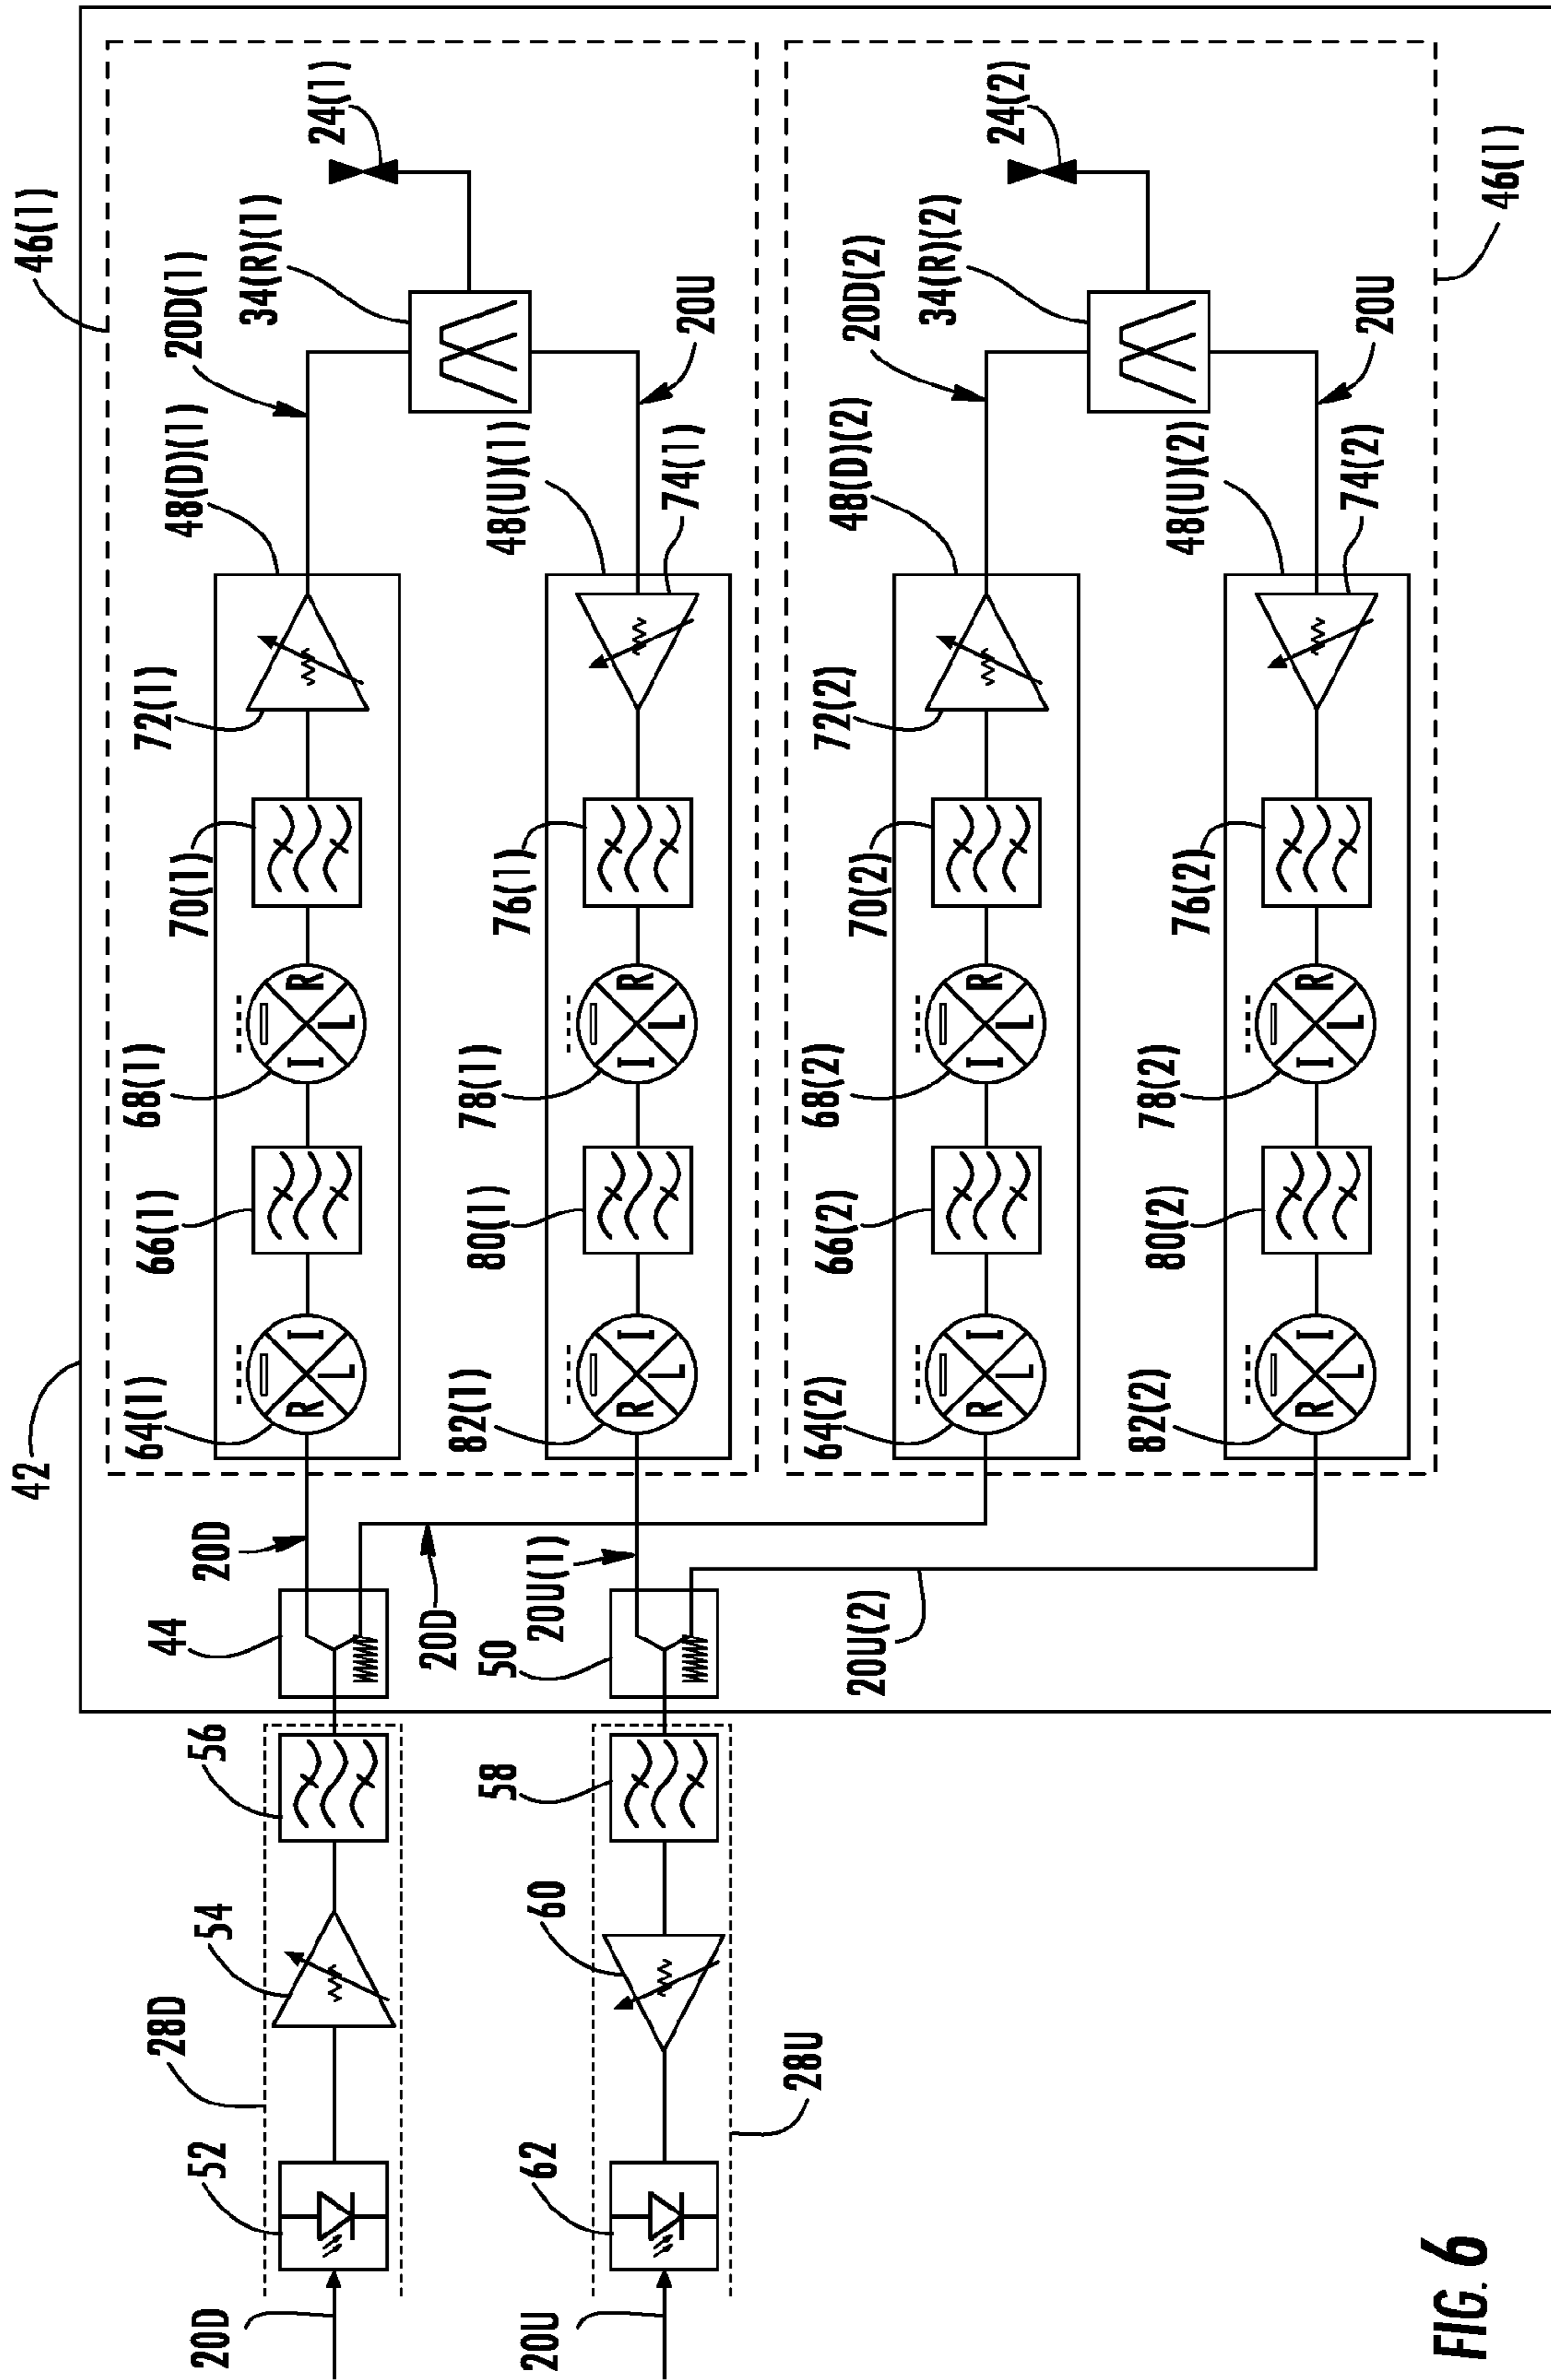 42
46(1)
20D
28D
52
54
56
44
20D
64(1)
R
I
L
66(1)
68(1)
I
R
L
70(1)
72(1)
48(D)(1)
20D(1)
34(R)(1)
24(1)
20D
20U
28U
62
60
58
50
20U(1)
82(1)
R
I
L
80(1)
78(1)
I
R
L
76(1)
48(U)(1)
74(1)
20U
20U(2)
64(2)
R
I
L
66(2)
68(2)
I
R
L
70(2)
72(2)
48(D)(2)
20D(2)
34(R)(2)
24(2)
82(2)
R
I
L
80(2)
78(2)
I
R
L
76(2)
48(U)(2)
74(2)
20U
46(1)
FIG. 6